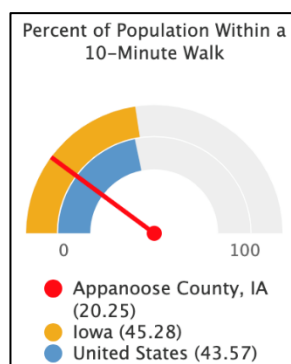 Percent of Population Within a
10-Minute Walk
0 100
Appanoose County, IA
(20.25)
Iowa (45.28)
United States (43.57)